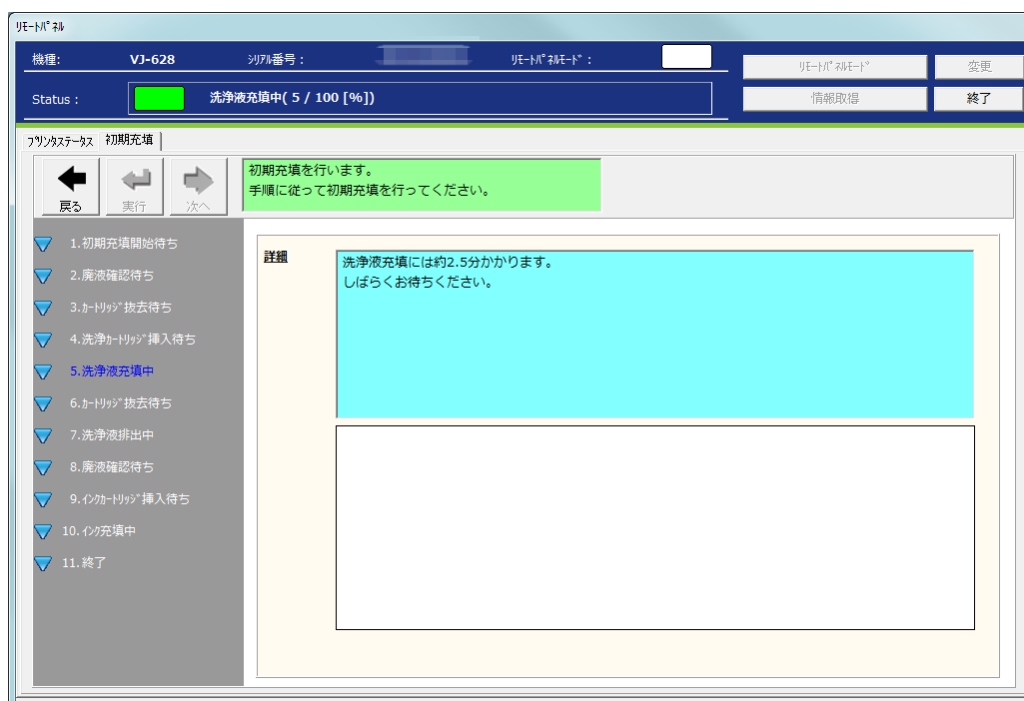 ﾘﾓｰﾄﾊﾟﾈﾙ
機種: VJ-628 ｼﾘｱﾙ番号： ﾘﾓｰﾄﾊﾟﾈﾙﾓｰﾄﾞ：
ﾘﾓｰﾄﾊﾟﾈﾙﾓｰﾄﾞ 変更
Status： 洗浄液充填中( 5 / 100 [%])
情報取得 終了
ﾌﾟﾘﾝﾀｽﾃｰﾀｽ 初期充填
戻る 実行 次へ
初期充填を行います。
手順に従って初期充填を行ってください。
1.初期充填開始待ち
2.廃液確認待ち
3.ｶｰﾄﾘｯｼﾞ抜去待ち
4.洗浄ｶｰﾄﾘｯｼﾞ挿入待ち
5.洗浄液充填中
6.ｶｰﾄﾘｯｼﾞ抜去待ち
7.洗浄液排出中
8.廃液確認待ち
9.ｲﾝｸｶｰﾄﾘｯｼﾞ挿入待ち
10.ｲﾝｸ充填中
11.終了
詳細
洗浄液充填には約2.5分かかります。
しばらくお待ちください。